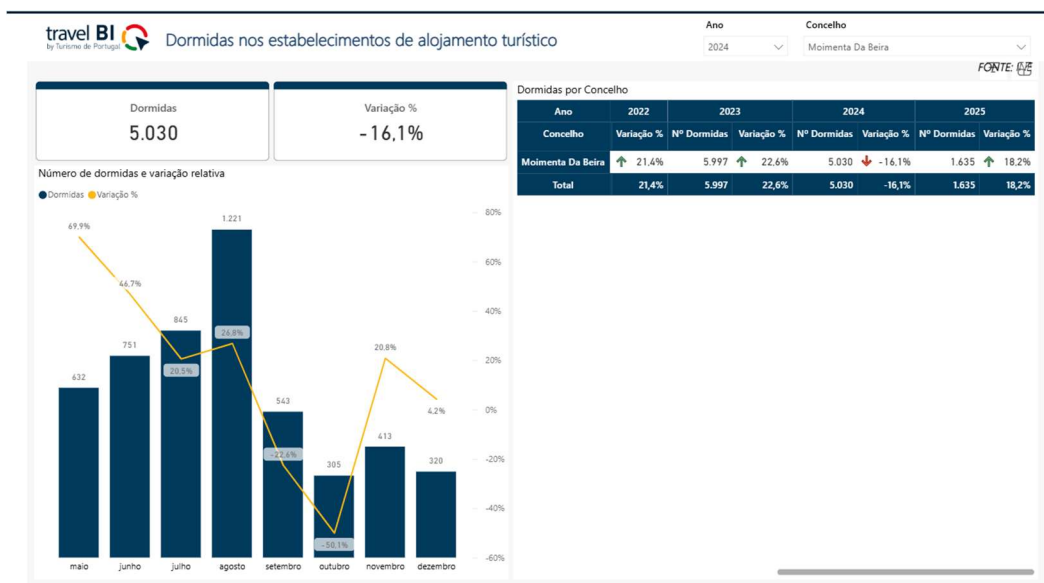 travel BI
by Turismo de Portugal
Dormidas nos estabelecimentos de alojamento turístico
Ano
2024
Concelho
Moimenta Da Beira
FONTE: INE
Dormidas
5.030
Variação %
-16,1%
Número de dormidas e variação relativa
Dormidas Variação %
80%
60%
40%
20%
0%
-20%
-40%
-60%
69,9%
46,7%
20,5%
26,8%
-22,6%
-50,1%
20,8%
4,2%
632
751
845
1.221
543
305
413
320
maio junho julho agosto setembro outubro novembro dezembro
Dormidas por Concelho
Ano 2022 2023 2024 2025
Concelho Variação % Nº Dormidas Variação % Nº Dormidas Variação % Nº Dormidas Variação %
Moimenta Da Beira 21,4% 5.997 22,6% 5.030 -16,1% 1.635 18,2%
Total 21,4% 5.997 22,6% 5.030 -16,1% 1.635 18,2%